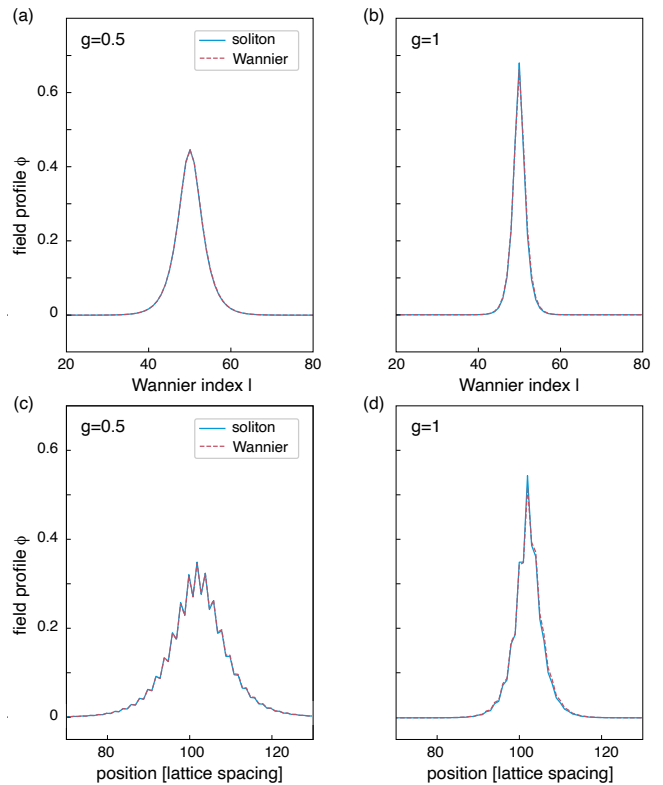 (a)
(b)
g=0.5
soliton
Wannier
g=1
field profile ϕ
0.6
0.4
0.2
0
20
40
60
80
20
40
60
80
Wannier index l
Wannier index l
(c)
(d)
g=0.5
soliton
Wannier
g=1
field profile ϕ
0.6
0.4
0.2
0
80
100
120
80
100
120
position [lattice spacing]
position [lattice spacing]